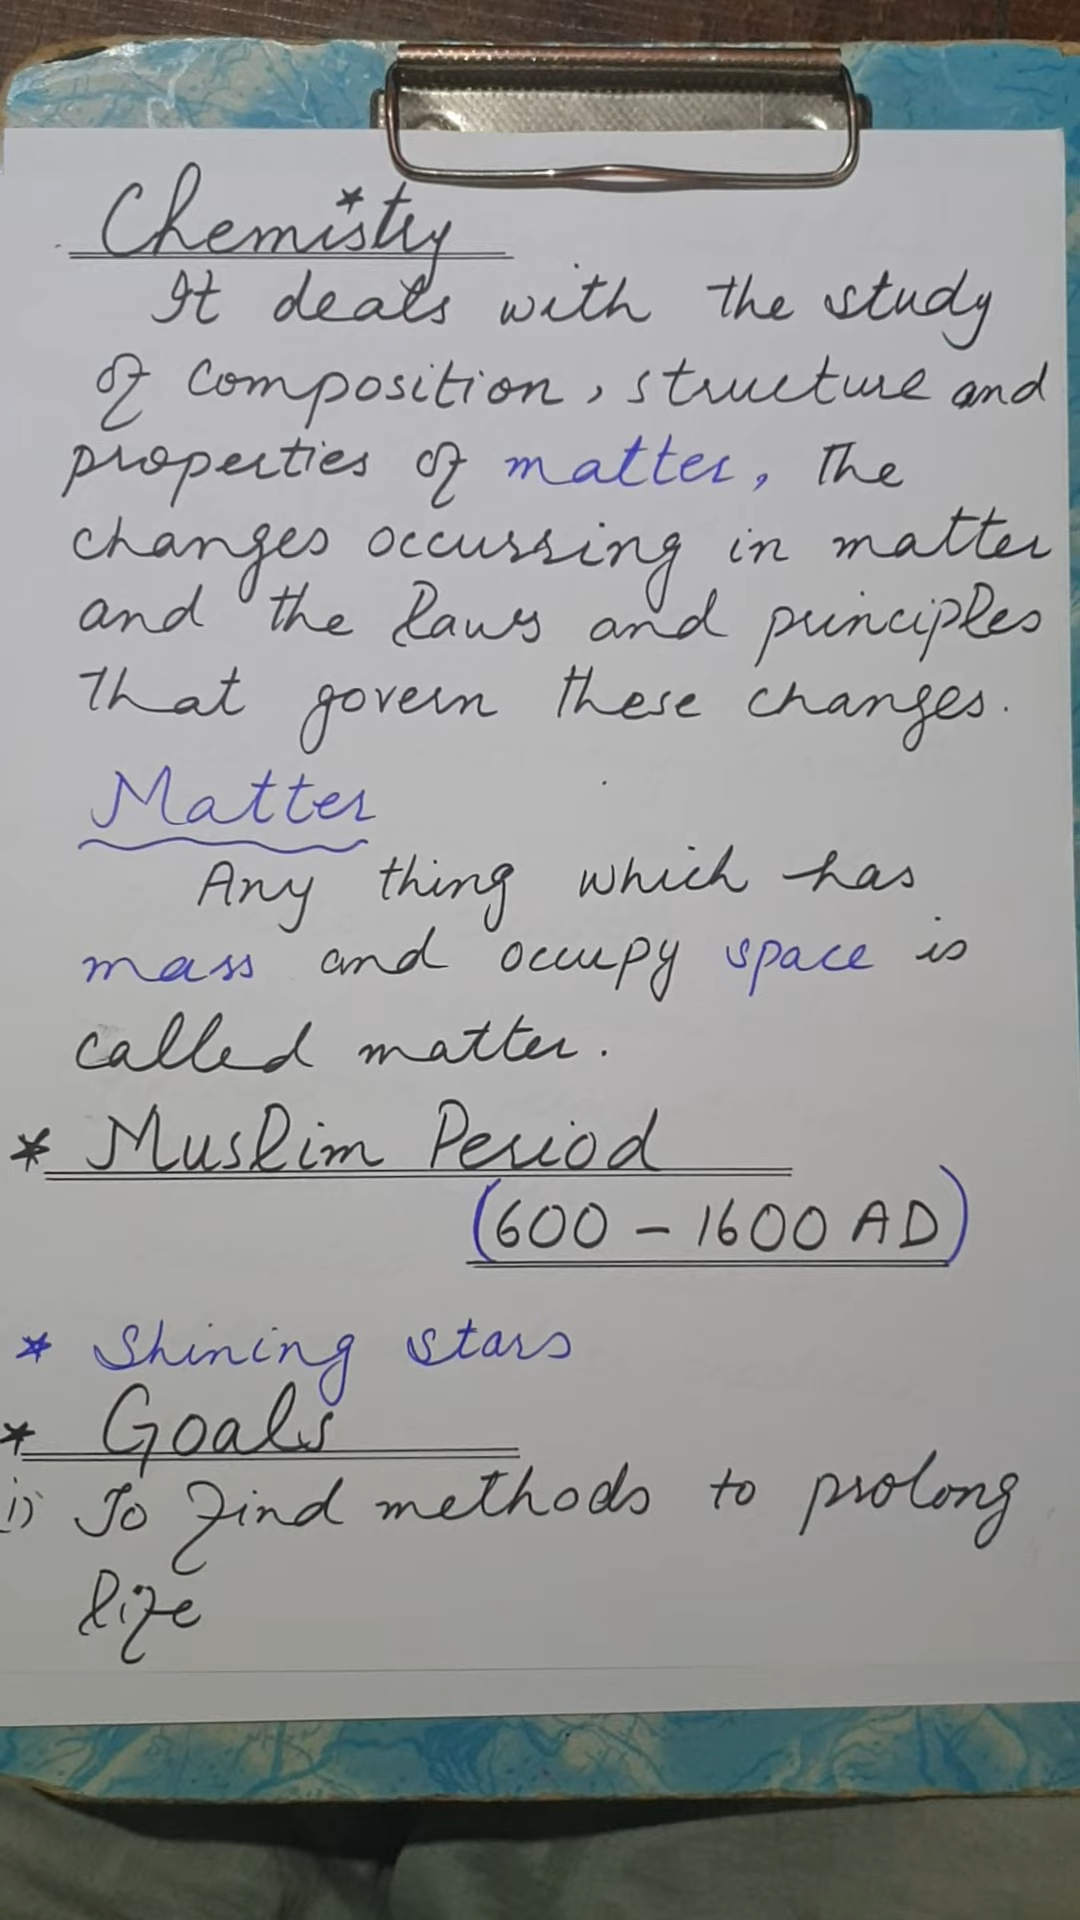 Chemistry
It deals with the study
of composition, structure and
properties of matter, The
changes occurring in matter
and the laws and principles
That govern these changes.
Matter
Any thing which has
mass and occupy space is
called matter.
* Muslim Period
(600 - 1600 AD)
* Shining stars
* Goals
i) To Find methods to prolong
life